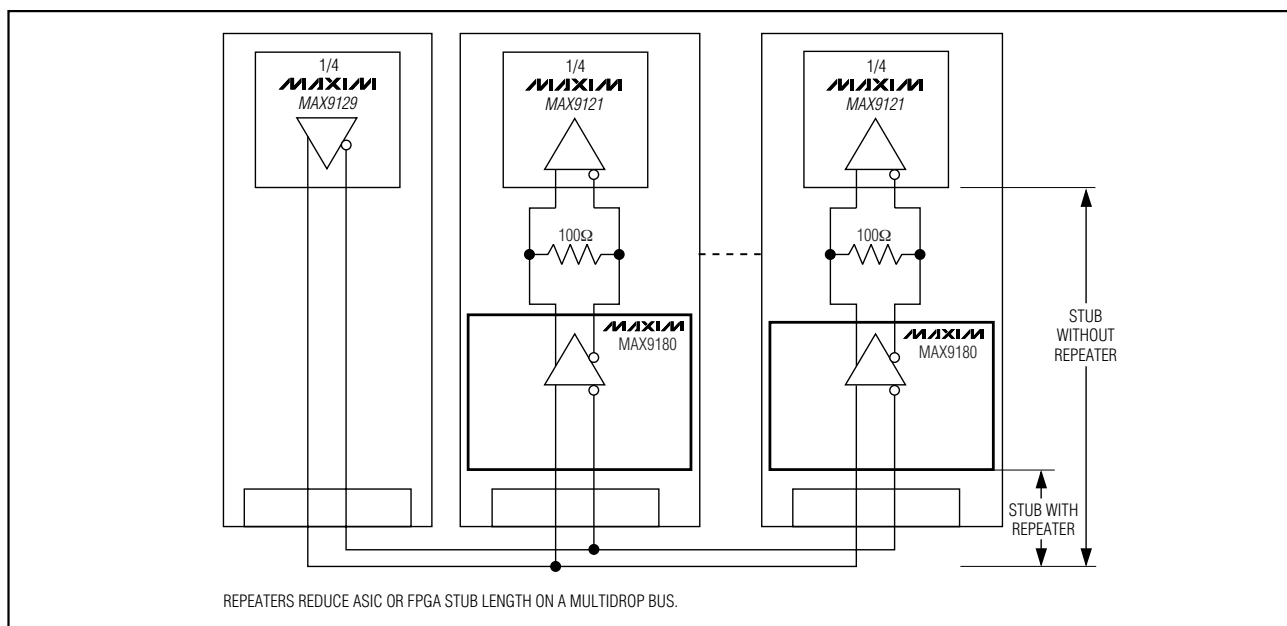 1/4
MAXIM
MAX9129
1/4
MAXIM
MAX9121
1/4
MAXIM
MAX9121
100Ω
100Ω
MAXIM
MAX9180
MAXIM
MAX9180
STUB
WITHOUT
REPEATER
STUB WITH
REPEATER
REPEATERS REDUCE ASIC OR FPGA STUB LENGTH ON A MULTIDROP BUS.